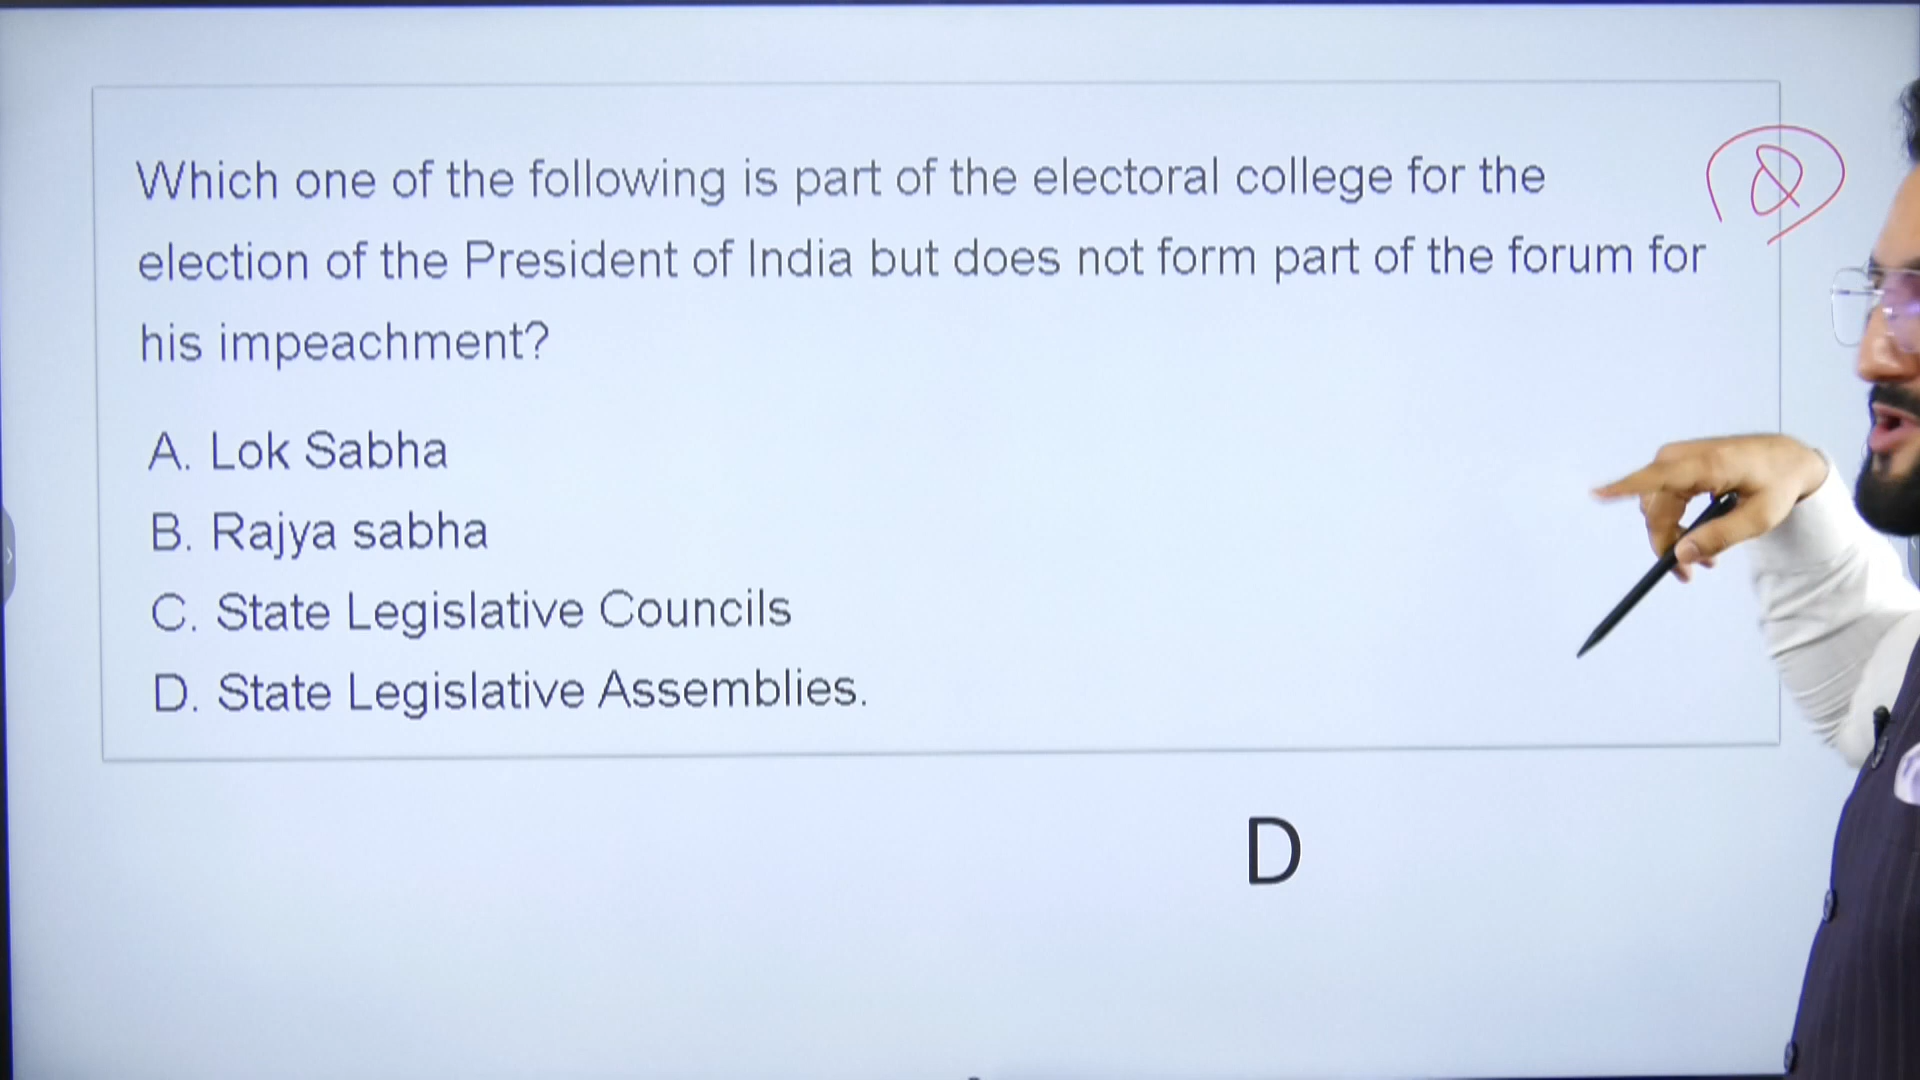 Which one of the following is part of the electoral college for the
election of the President of India but does not form part of the forum for
his impeachment?
A. Lok Sabha
B. Rajya sabha
C. State Legislative Councils
D. State Legislative Assemblies.
D